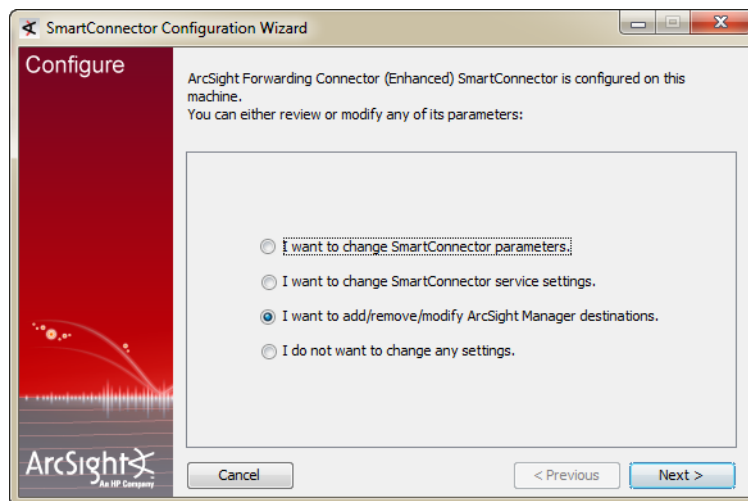 SmartConnector Configuration Wizard
Configure
ArcSight Forwarding Connector (Enhanced) SmartConnector is configured on this
machine.
You can either review or modify any of its parameters:
I want to change SmartConnector parameters.
I want to change SmartConnector service settings.
I want to add/remove/modify ArcSight Manager destinations.
I do not want to change any settings.
ArcSight
An HP Company
Cancel
< Previous
Next >